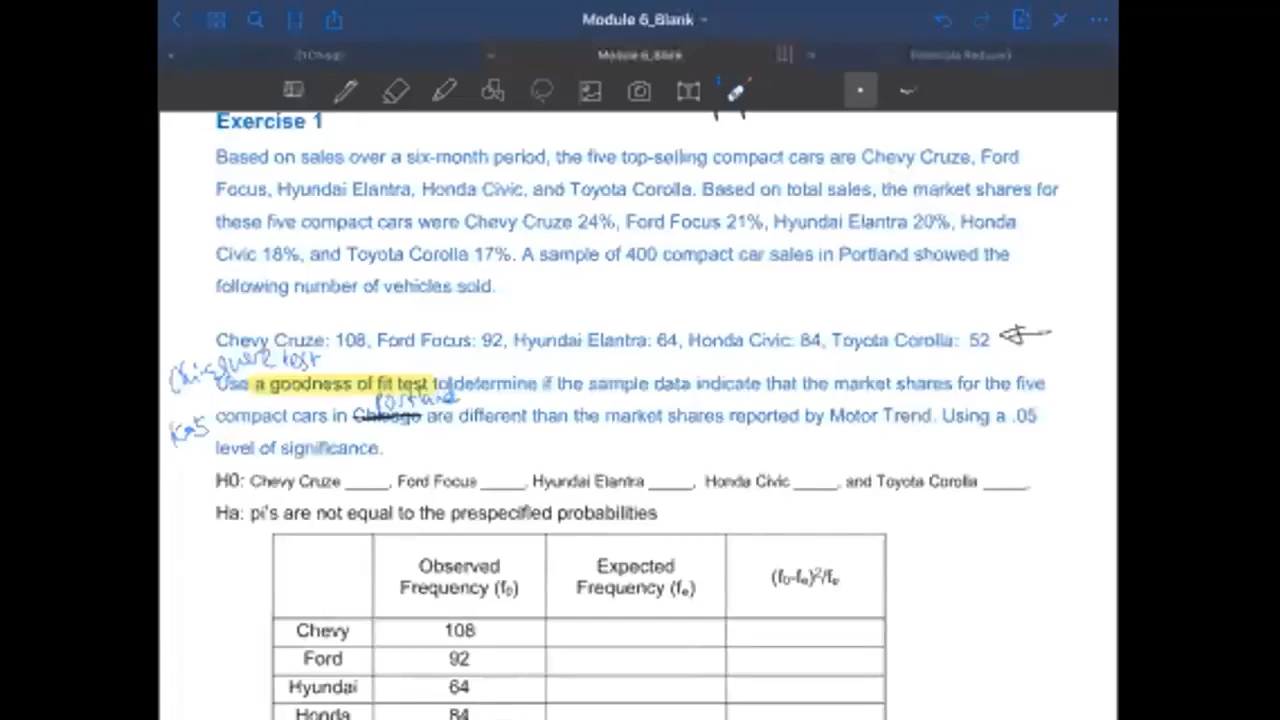 Module 6_Blank
Module 6_Blank
Exercise 1
Based on sales over a six-month period, the five top-selling compact cars are Chevy Cruze, Ford
Focus, Hyundai Elantra, Honda Civic, and Toyota Corolla. Based on total sales, the market shares for
these five compact cars were Chevy Cruze 24%, Ford Focus 21%, Hyundai Elantra 20%, Honda
Civic 18%, and Toyota Corolla 17%. A sample of 400 compact car sales in Portland showed the
following number of vehicles sold.
Chevy Cruze: 108, Ford Focus: 92, Hyundai Elantra: 64, Honda Civic: 84, Toyota Corolla: 52
Chi-square test
Use a goodness of fit test to determine if the sample data indicate that the market shares for the five
Portland
compact cars in Chicago are different than the market shares reported by Motor Trend. Using a .05
K=5
level of significance.
H0: Chevy Cruze _____, Ford Focus _____, Hyundai Elantra _____, Honda Civic _____, and Toyota Corolla _____.
Ha: pi's are not equal to the prespecified probabilities
Observed Frequency (f0) Expected Frequency (fe) (f0-fe)2/fe
Chevy 108
Ford 92
Hyundai 64
Honda 84